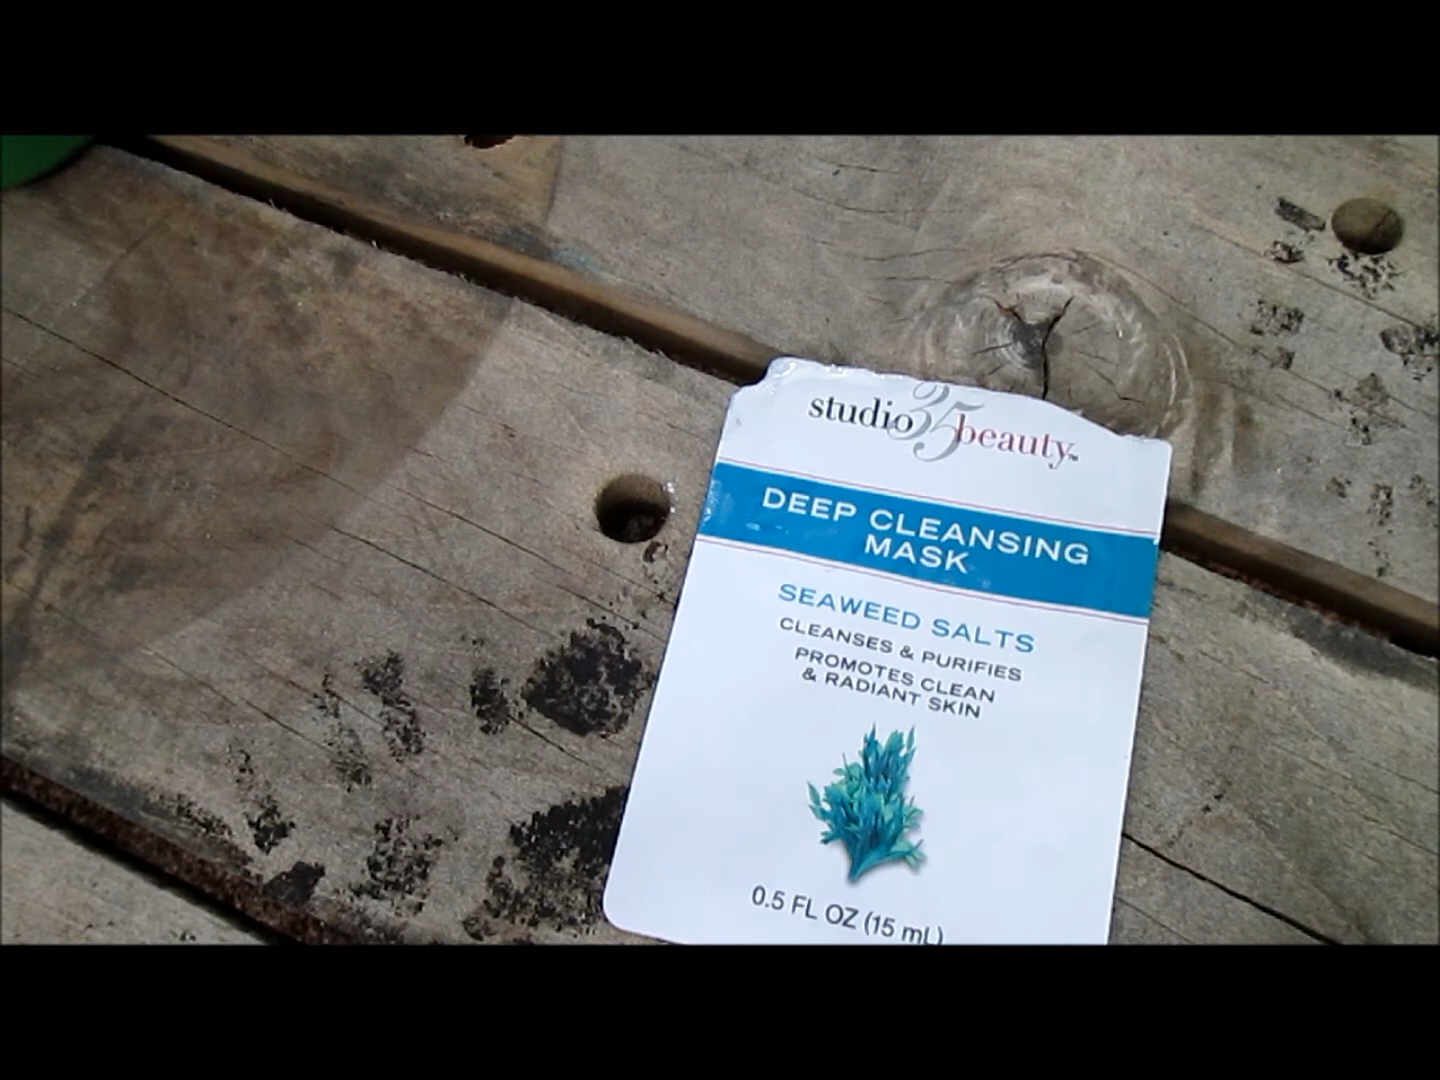 studio 35 beauty™
DEEP CLEANSING
MASK
SEAWEED SALTS
CLEANSES & PURIFIES
PROMOTES CLEAN
& RADIANT SKIN
0.5 FL OZ (15 mL)